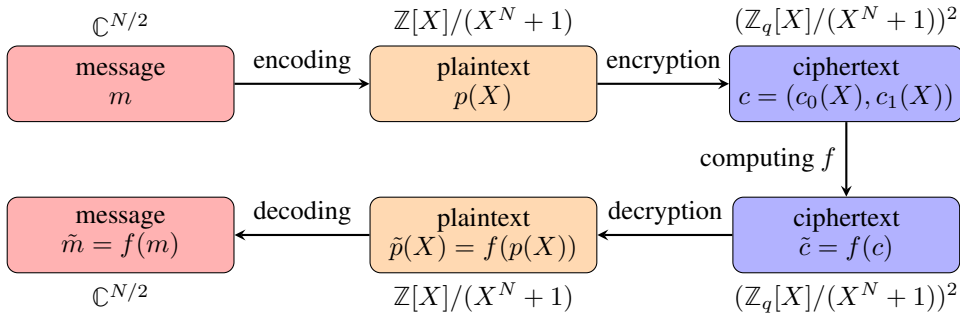 ℂ^{N/2} ℤ[X]/(X^N + 1) (ℤ_q[X]/(X^N + 1))^2
message encoding plaintext encryption ciphertext
m p(X) c = (c_0(X), c_1(X))
computing f
message decoding plaintext decryption ciphertext
m̃ = f(m) p̃(X) = f(p(X)) c̃ = f(c)
ℂ^{N/2} ℤ[X]/(X^N + 1) (ℤ_q[X]/(X^N + 1))^2